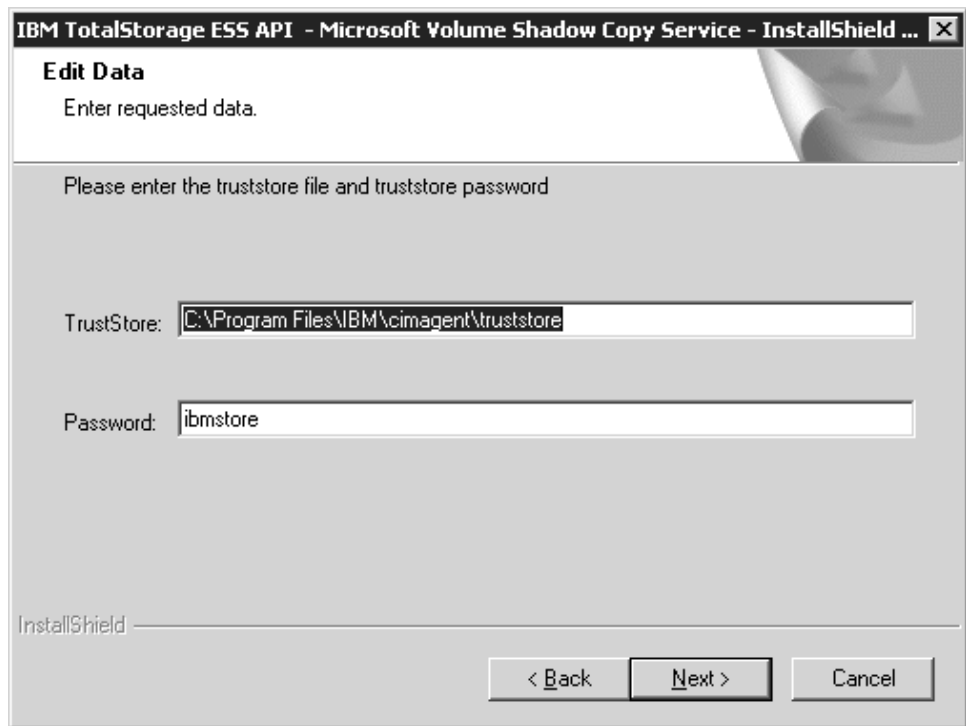 IBM TotalStorage ESS API - Microsoft Volume Shadow Copy Service - InstallShield ...
Edit Data
Enter requested data.
Please enter the truststore file and truststore password
TrustStore: C:\Program Files\IBM\cimagent\truststore
Password: ibmstore
InstallShield
< Back Next > Cancel